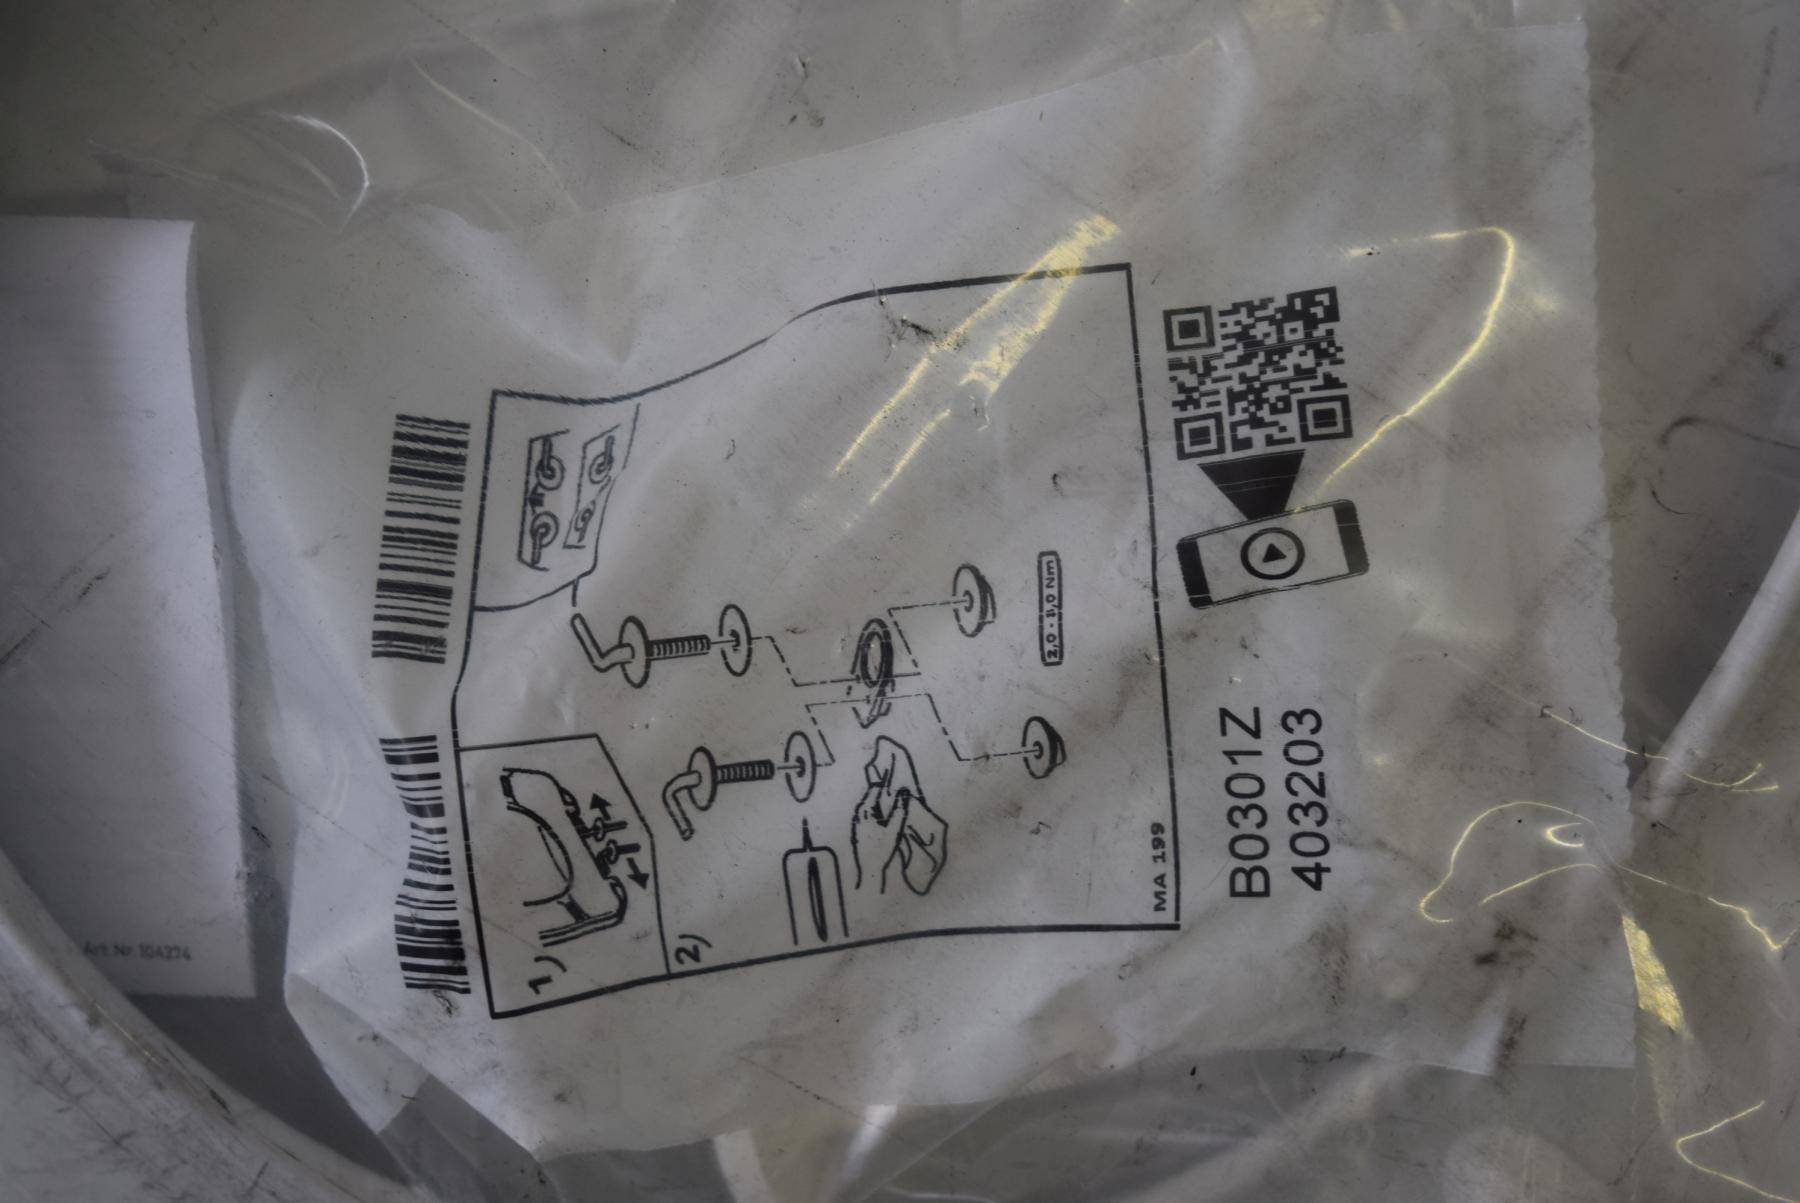 1)
2)
2,0 - 3,0 Nm
MA 199
B0301Z
403203
Art. Nr. 104274